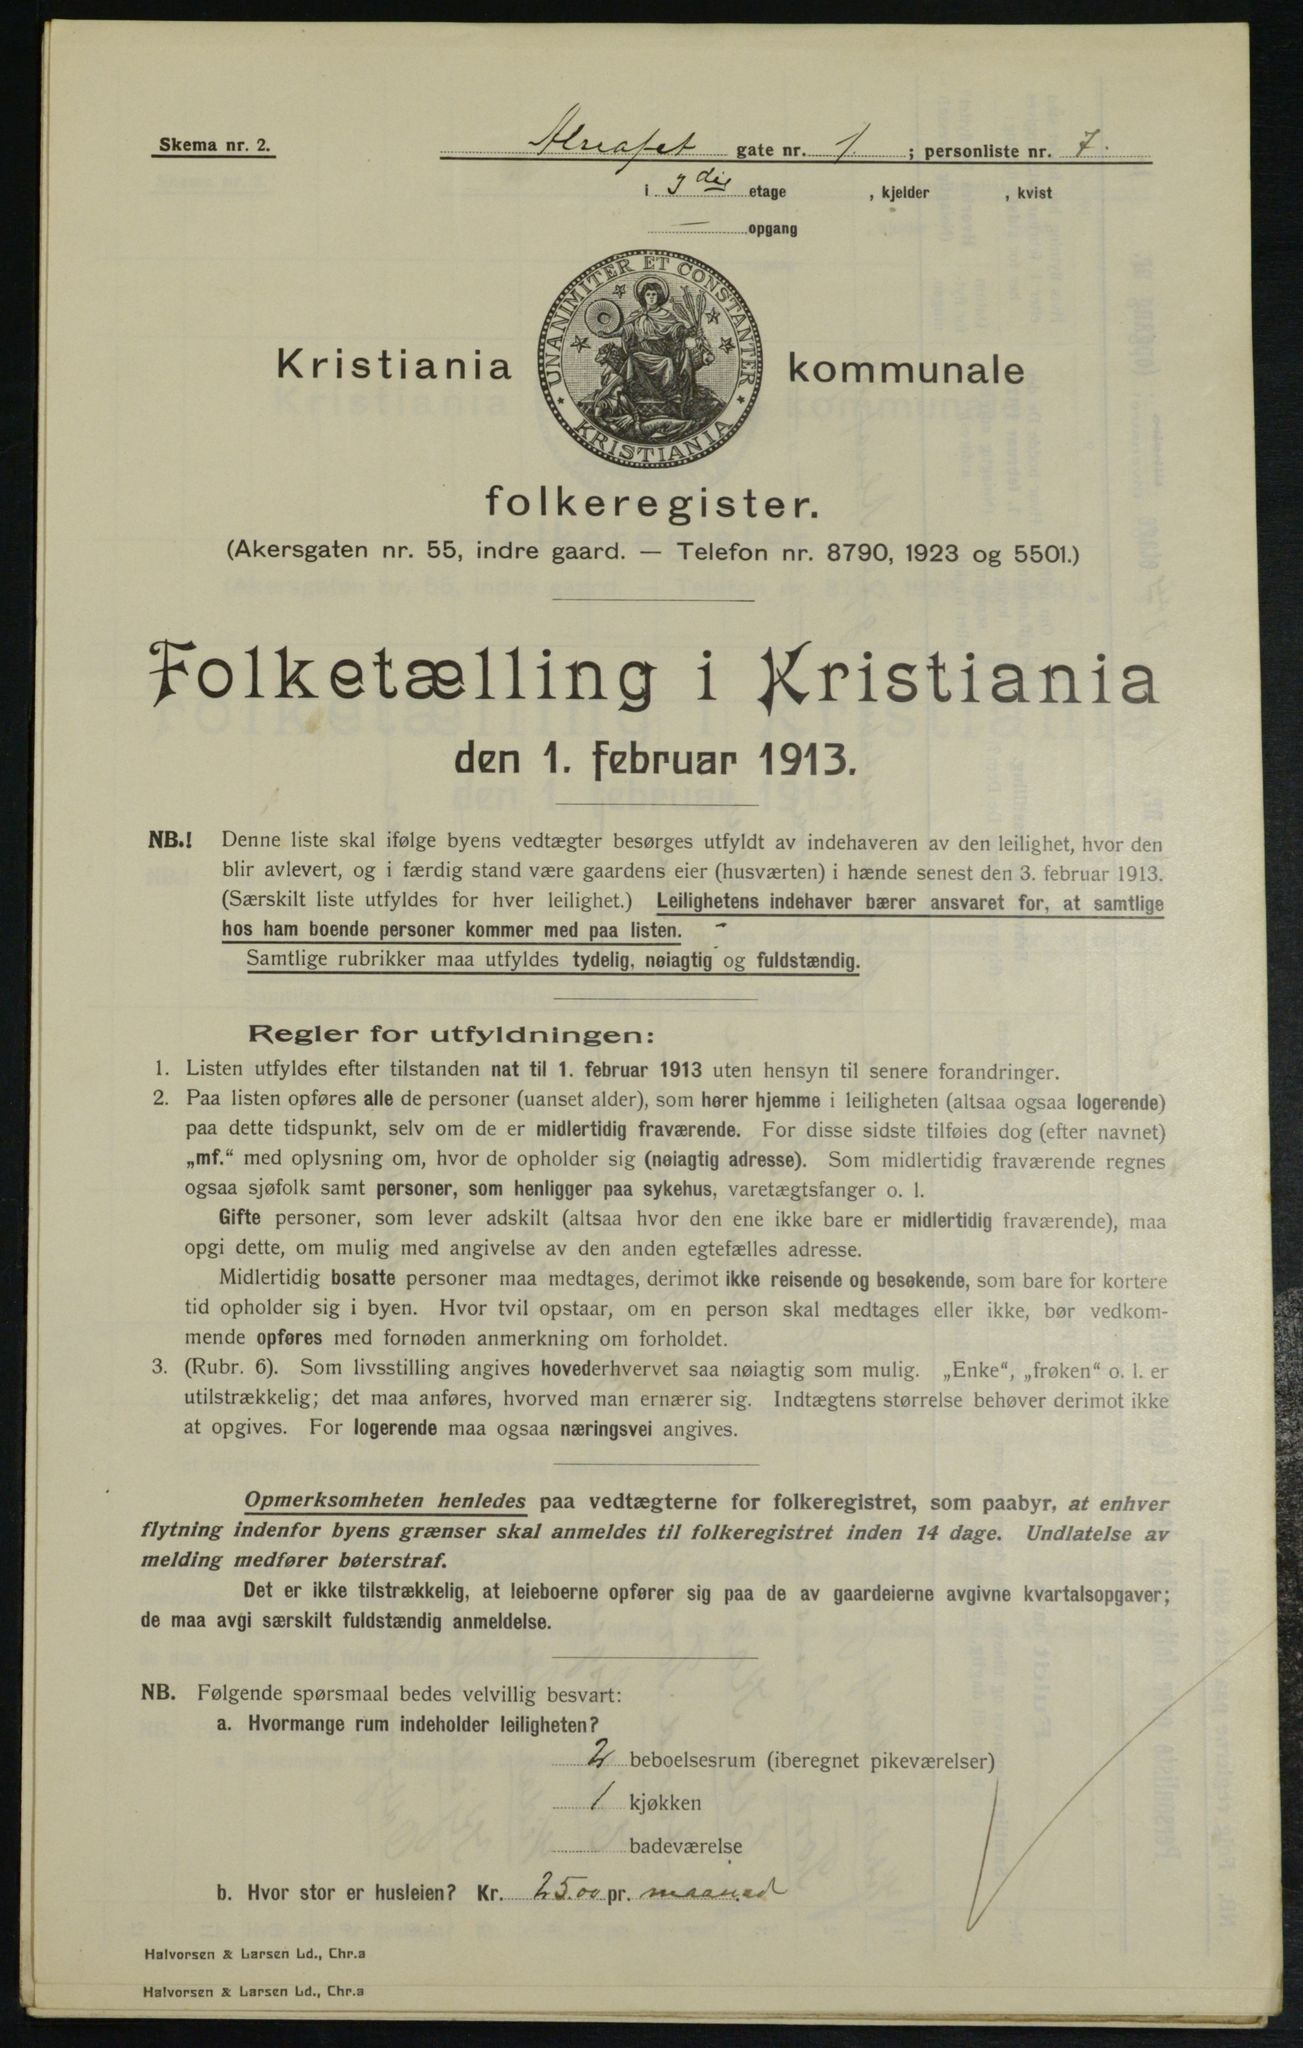 Skema nr. 2.
gate nr. 1 ; personliste nr. 7.
i etage , kjelder , kvist
— opgang
UNANIMITER ET CONSTANTER
KRISTIANIA
Kristiania kommunale
folkeregister.
(Akersgaten nr. 55, indre gaard. — Telefon nr. 8790, 1923 og 5501.)
Folketælling i Kristiania
den 1. februar 1913.
NB.! Denne liste skal ifølge byens vedtægter besørges utfyldt av indehaveren av den leilighet, hvor den
blir avlevert, og i færdig stand være gaardens eier (husværten) i hænde senest den 3. februar 1913.
(Særskilt liste utfyldes for hver leilighet.) Leilighetens indehaver bærer ansvaret for, at samtlige
hos ham boende personer kommer med paa listen.
Samtlige rubrikker maa utfyldes tydelig, nøiagtig og fuldstændig.
Regler for utfyldningen:
1. Listen utfyldes efter tilstanden nat til 1. februar 1913 uten hensyn til senere forandringer.
2. Paa listen opføres alle de personer (uanset alder), som hører hjemme i leiligheten (altsaa ogsaa logerende)
paa dette tidspunkt, selv om de er midlertidig fraværende. For disse sidste tilføies dog (efter navnet)
„mf.“ med oplysning om, hvor de opholder sig (nøiagtig adresse). Som midlertidig fraværende regnes
ogsaa sjøfolk samt personer, som henligger paa sykehus, varetægtsfanger o. l.
Gifte personer, som lever adskilt (altsaa hvor den ene ikke bare er midlertidig fraværende), maa
opgi dette, om mulig med angivelse av den anden egtefælles adresse.
Midlertidig bosatte personer maa medtages, derimot ikke reisende og besøkende, som bare for kortere
tid opholder sig i byen. Hvor tvil opstaar, om en person skal medtages eller ikke, bør vedkom-
mende opføres med fornøden anmerkning om forholdet.
3. (Rubr. 6). Som livsstilling angives hovederhvervet saa nøiagtig som mulig. „Enke“, „frøken“ o. l. er
utilstrækkelig; det maa anføres, hvorved man ernærer sig. Indtægtens størrelse behøver derimot ikke
at opgives. For logerende maa ogsaa næringsvei angives.
Opmerksomheten henledes paa vedtægterne for folkeregistret, som paabyr, at enhver
flytning indenfor byens grænser skal anmeldes til folkeregistret inden 14 dage. Undlatelse av
melding medfører bøterstraf.
Det er ikke tilstrækkelig, at leieboerne opfører sig paa de av gaardeierne avgivne kvartalsopgaver;
de maa avgi særskilt fuldstændig anmeldelse.
NB. Følgende spørsmaal bedes velvillig besvart:
a. Hvormange rum indeholder leiligheten?
2 beboelsesrum (iberegnet pikeværelser)
1 kjøkken
badeværelse
b. Hvor stor er husleien? Kr. 25.00 pr. maaned
Halvorsen & Larsen Ld., Chr.a
Halvorsen & Larsen Ld., Chr.a